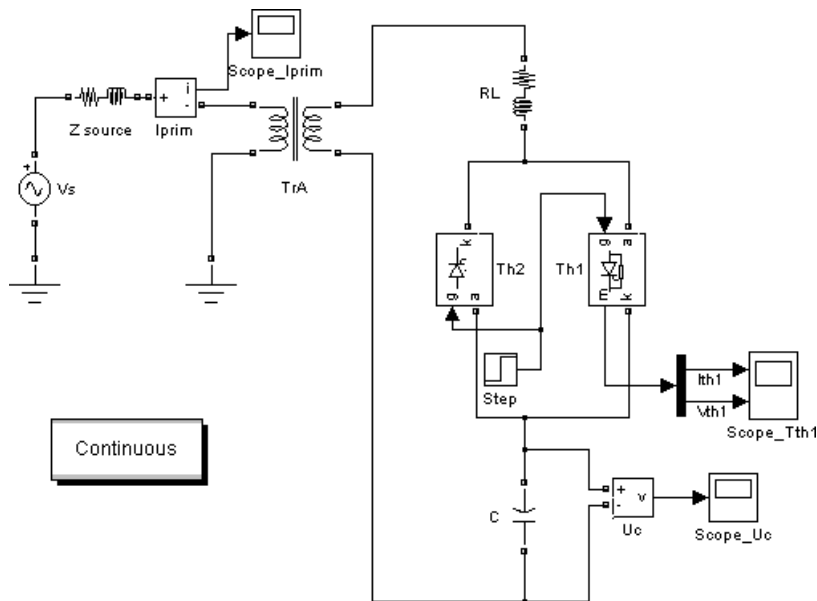 Scope_Iprim
RL
+
i
-
Z source
Iprim
+
Vs
TrA
k
g
a
Th2
Th1
g
a
m
k
Step
Ith1
Vth1
Scope_Tth1
Continuous
C
+
-
v
Uc
Scope_Uc